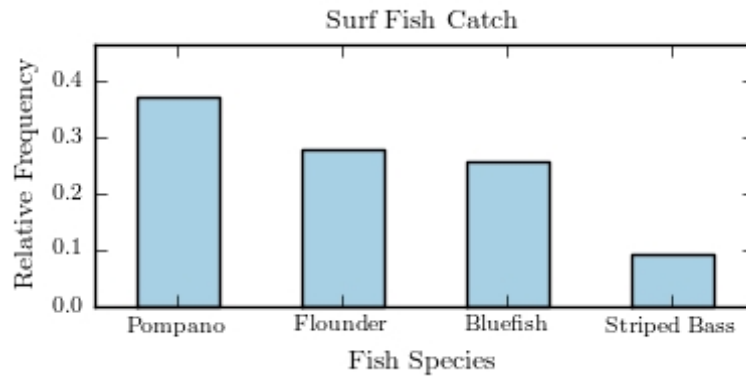 Surf Fish Catch
Relative Frequency
0.4
0.3
0.2
0.1
0.0
Pompano Flounder Bluefish Striped Bass
Fish Species